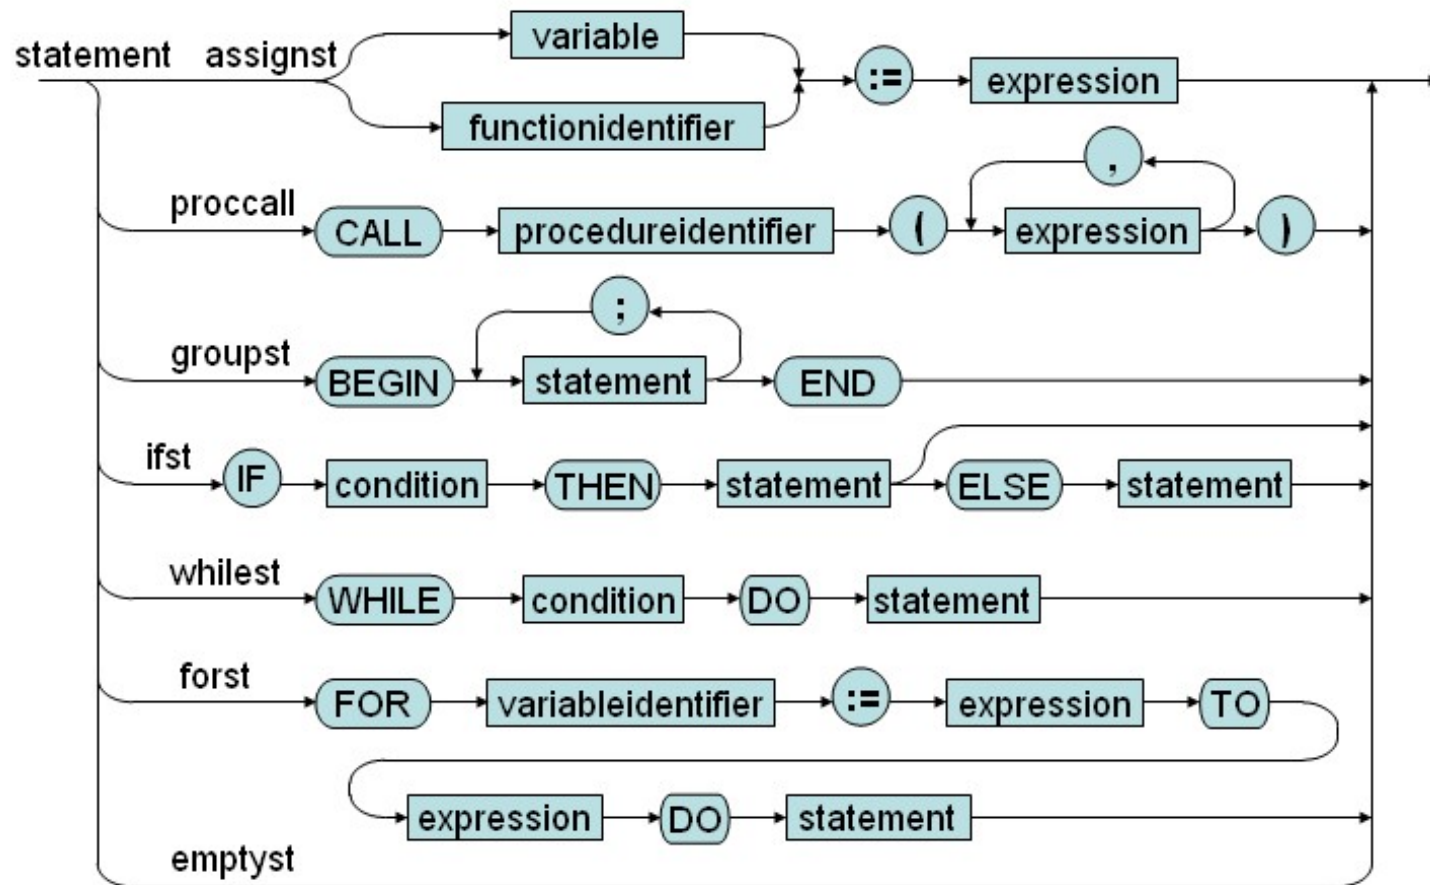 variable
statement assignst := expression
functionidentifier
,
proccall CALL procedureidentifier ( expression )
;
groupst BEGIN statement END
ifst IF condition THEN statement ELSE statement
whilest WHILE condition DO statement
forst FOR variableidentifier := expression TO
expression DO statement
emptyst